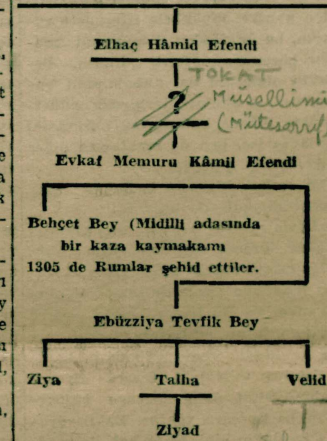 Elhaç Hâmid Efendi
TOKAT
?
Müsellimi
(Mütesarrıf
Evkaf Memuru Kâmil Efendi
Behçet Bey (Midilli adasında
bir kaza kaymakamı
1305 de Rumlar şehid ettiler.
Ebüzziya Tevfik Bey
Ziya Talha Velid
Ziyad